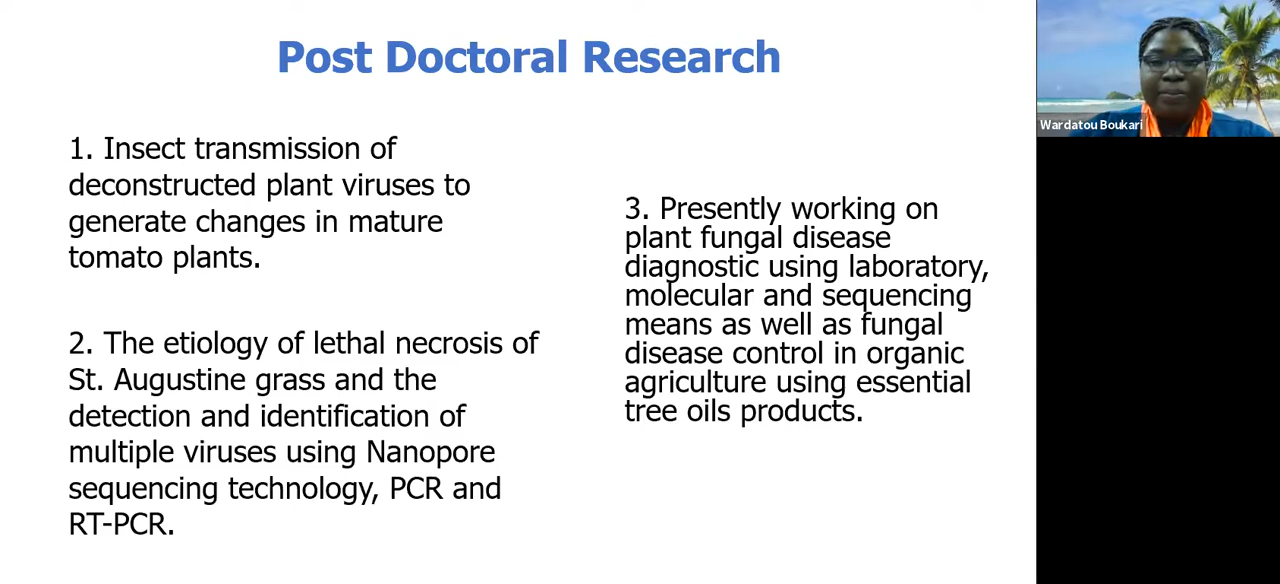 Post Doctoral Research
1. Insect transmission of
deconstructed plant viruses to
generate changes in mature
tomato plants.
2. The etiology of lethal necrosis of
St. Augustine grass and the
detection and identification of
multiple viruses using Nanopore
sequencing technology, PCR and
RT-PCR.
3. Presently working on
plant fungal disease
diagnostic using laboratory,
molecular and sequencing
means as well as fungal
disease control in organic
agriculture using essential
tree oils products.
Wardatou Boukari